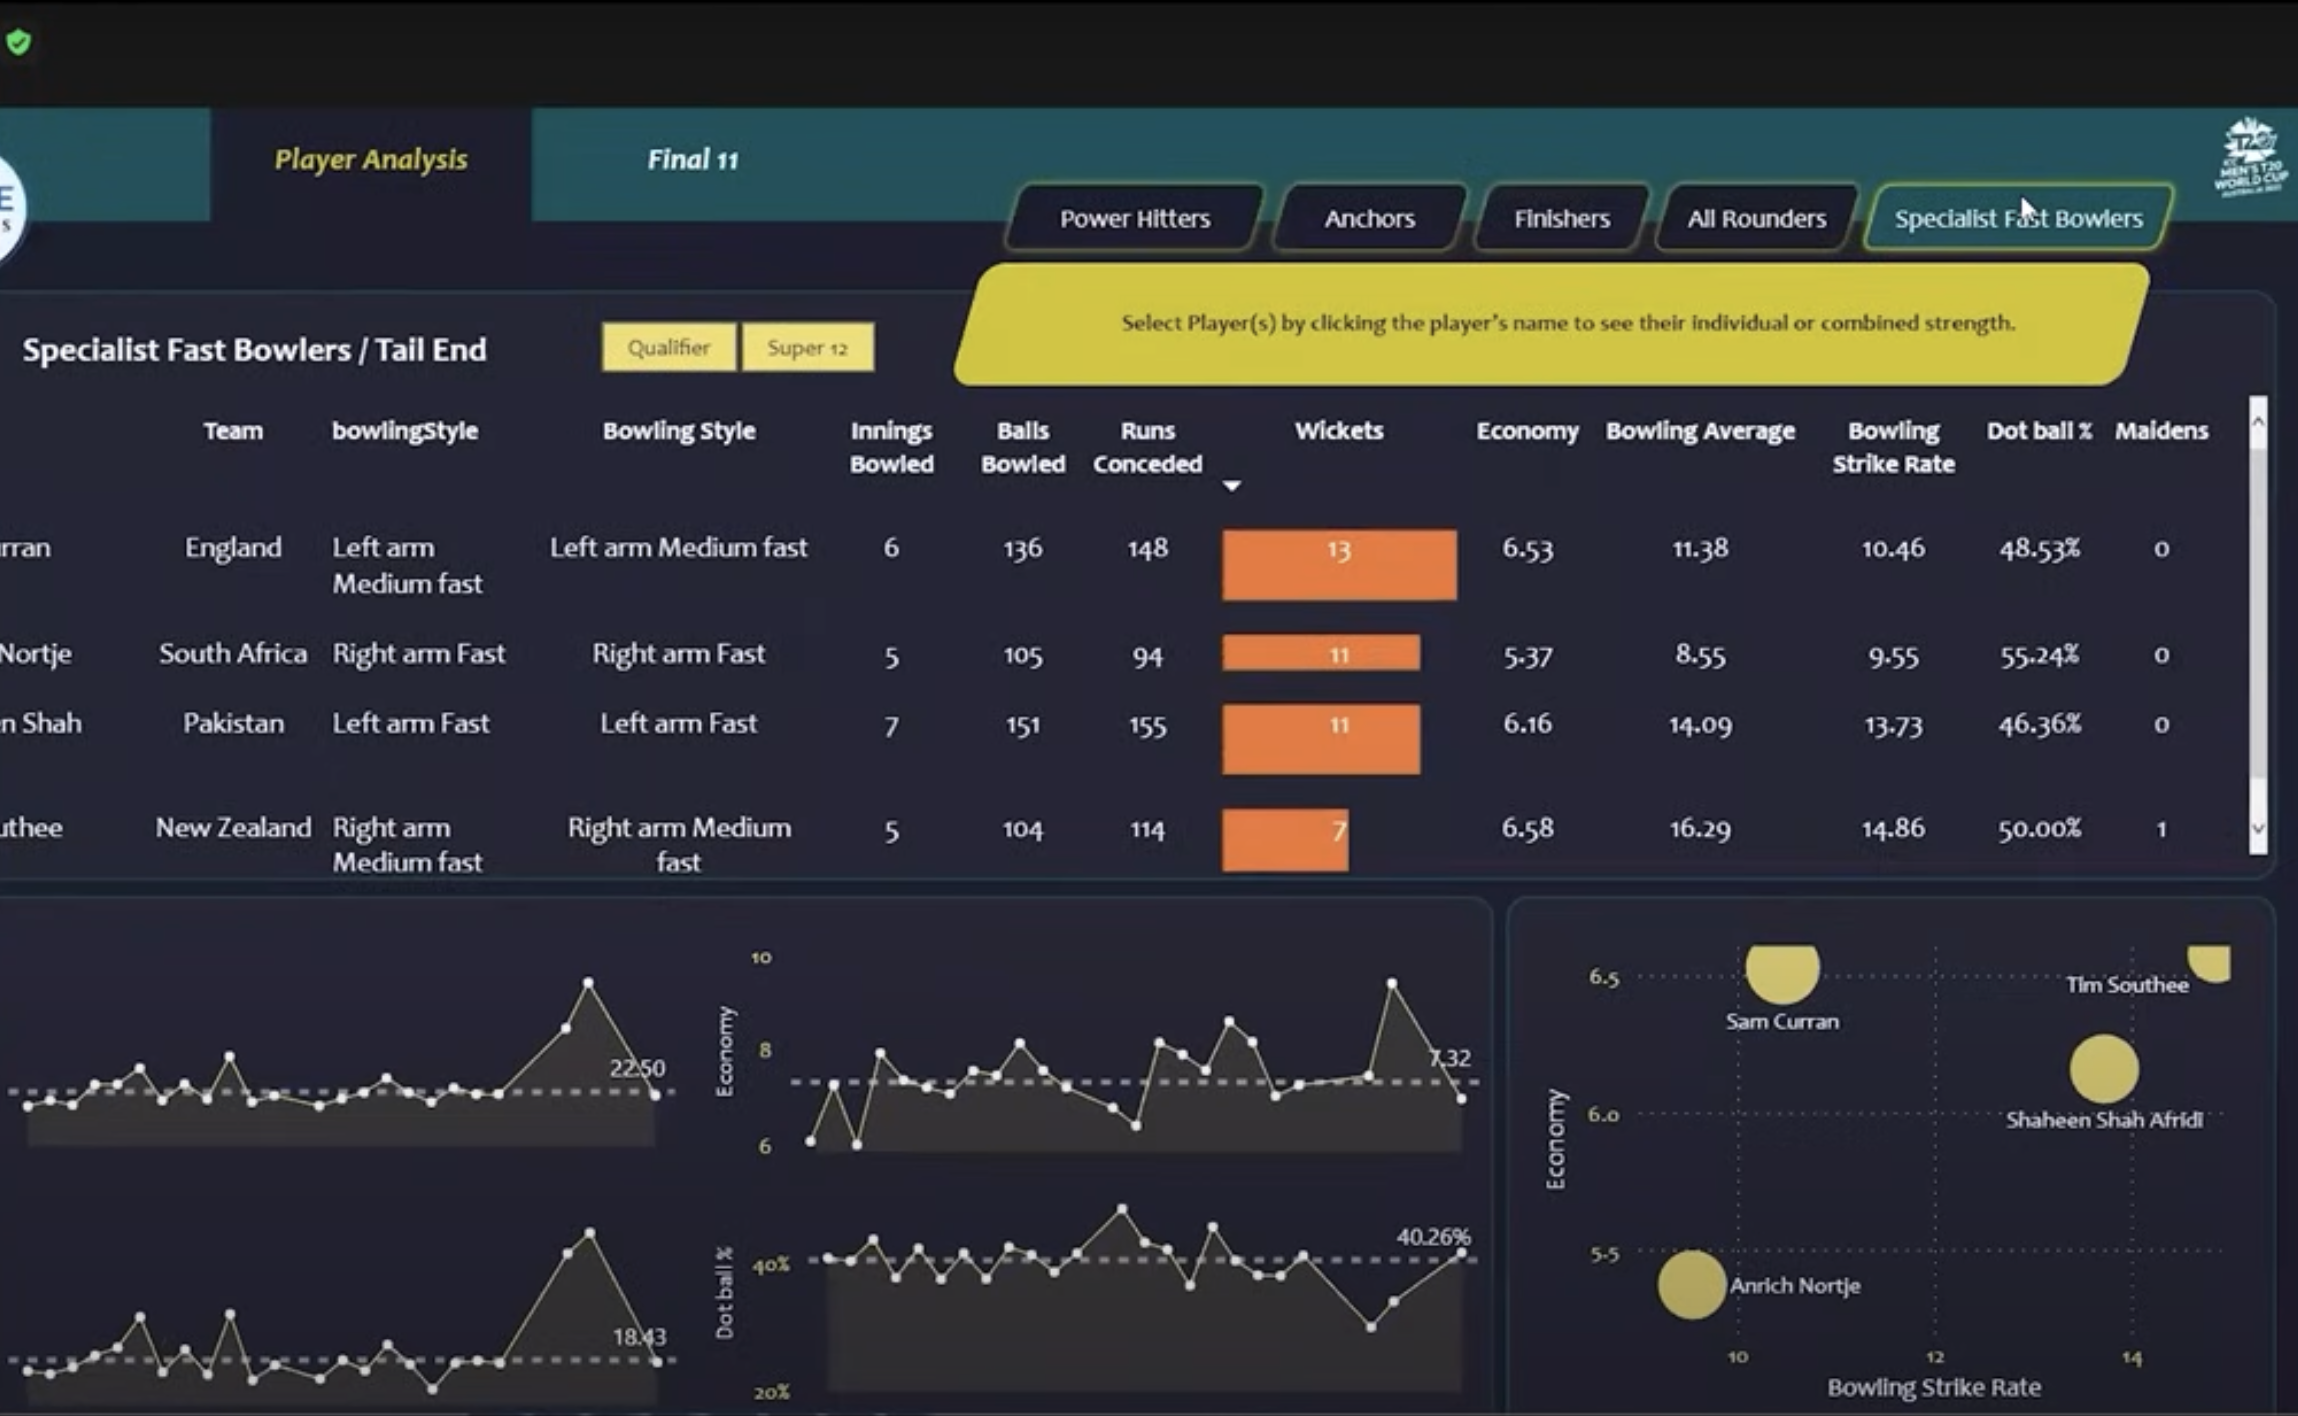 Player Analysis
Final 11
E
S
T20
ICC
MEN'S T20
WORLD CUP
Power Hitters
Anchors
Finishers
All Rounders
Specialist Fast Bowlers
Select Player(s) by clicking the player's name to see their individual or combined strength.
Specialist Fast Bowlers / Tail End
Qualifier
Super 12
Team bowlingStyle Bowling Style Innings Balls Runs Wickets Economy Bowling Average Bowling Dot ball % Maidens
Bowled Bowled Conceded Strike Rate
rran England Left arm Left arm Medium fast 6 136 148 13 6.53 11.38 10.46 48.53% 0
Medium fast
Nortje South Africa Right arm Fast Right arm Fast 5 105 94 11 5.37 8.55 9.55 55.24% 0
n Shah Pakistan Left arm Fast Left arm Fast 7 151 155 11 6.16 14.09 13.73 46.36% 0
uthee New Zealand Right arm Right arm Medium 5 104 114 7 6.58 16.29 14.86 50.00% 1
Medium fast fast
22.50
18.43
10
8
6
Economy
7.32
40%
20%
Dot ball %
40.26%
6.5
6.0
5.5
Economy
Sam Curran
Tim Southee
Shaheen Shah Afridi
Anrich Nortje
10 12 14
Bowling Strike Rate